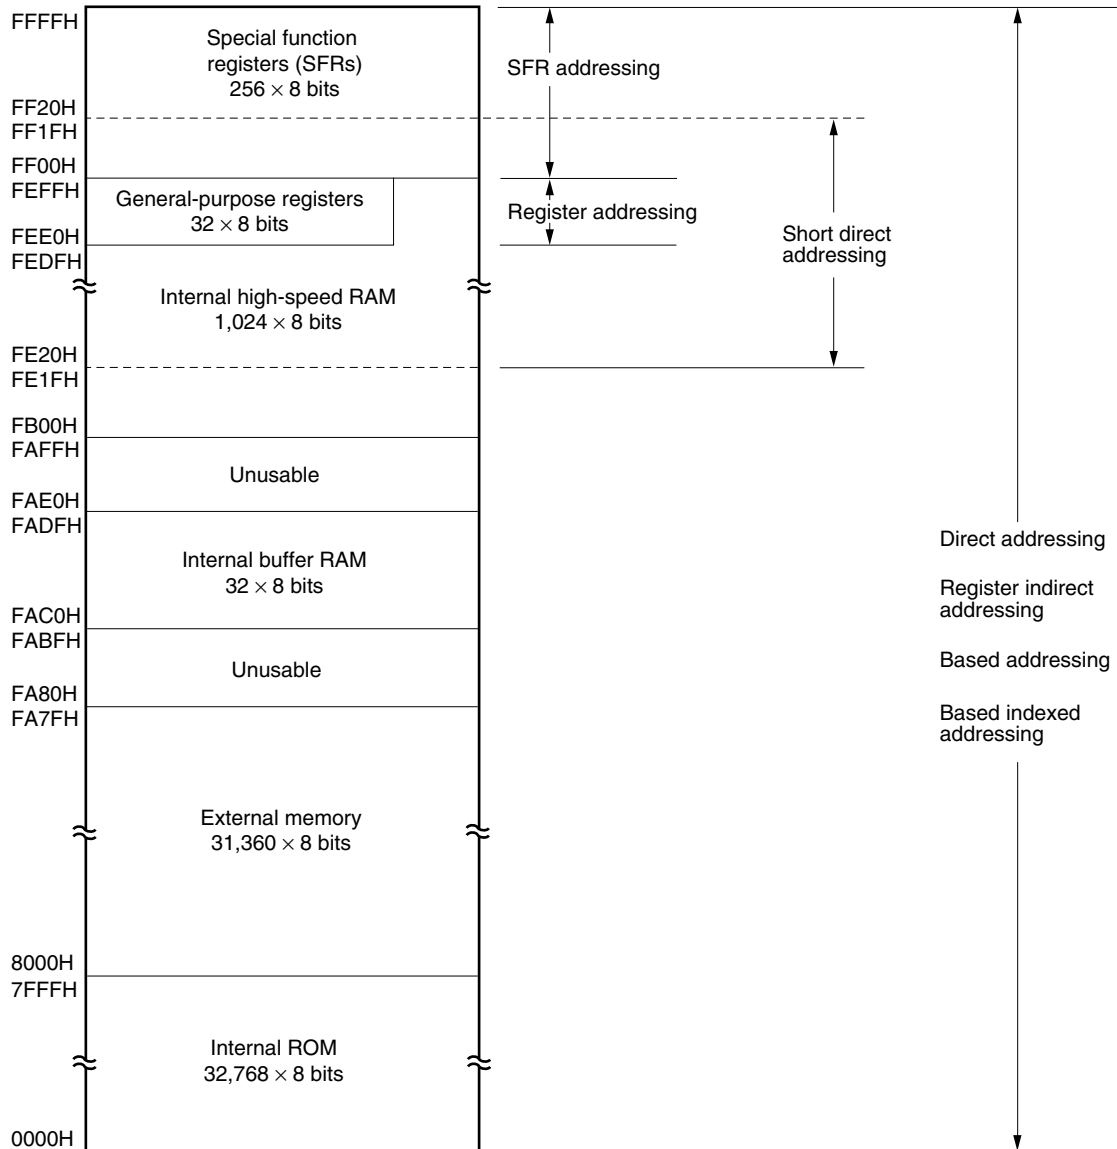 FFFFH
Special function
registers (SFRs)
256 × 8 bits
SFR addressing
FF20H
FF1FH
FF00H
FEFFH
General-purpose registers
32 × 8 bits
Register addressing
Short direct
addressing
FEE0H
FEDFH
Internal high-speed RAM
1,024 × 8 bits
FE20H
FE1FH
FB00H
FAFFH
Unusable
FAE0H
FADFH
Internal buffer RAM
32 × 8 bits
FAC0H
FABFH
Unusable
FA80H
FA7FH
Direct addressing
Register indirect
addressing
Based addressing
Based indexed
addressing
External memory
31,360 × 8 bits
8000H
7FFFH
Internal ROM
32,768 × 8 bits
0000H